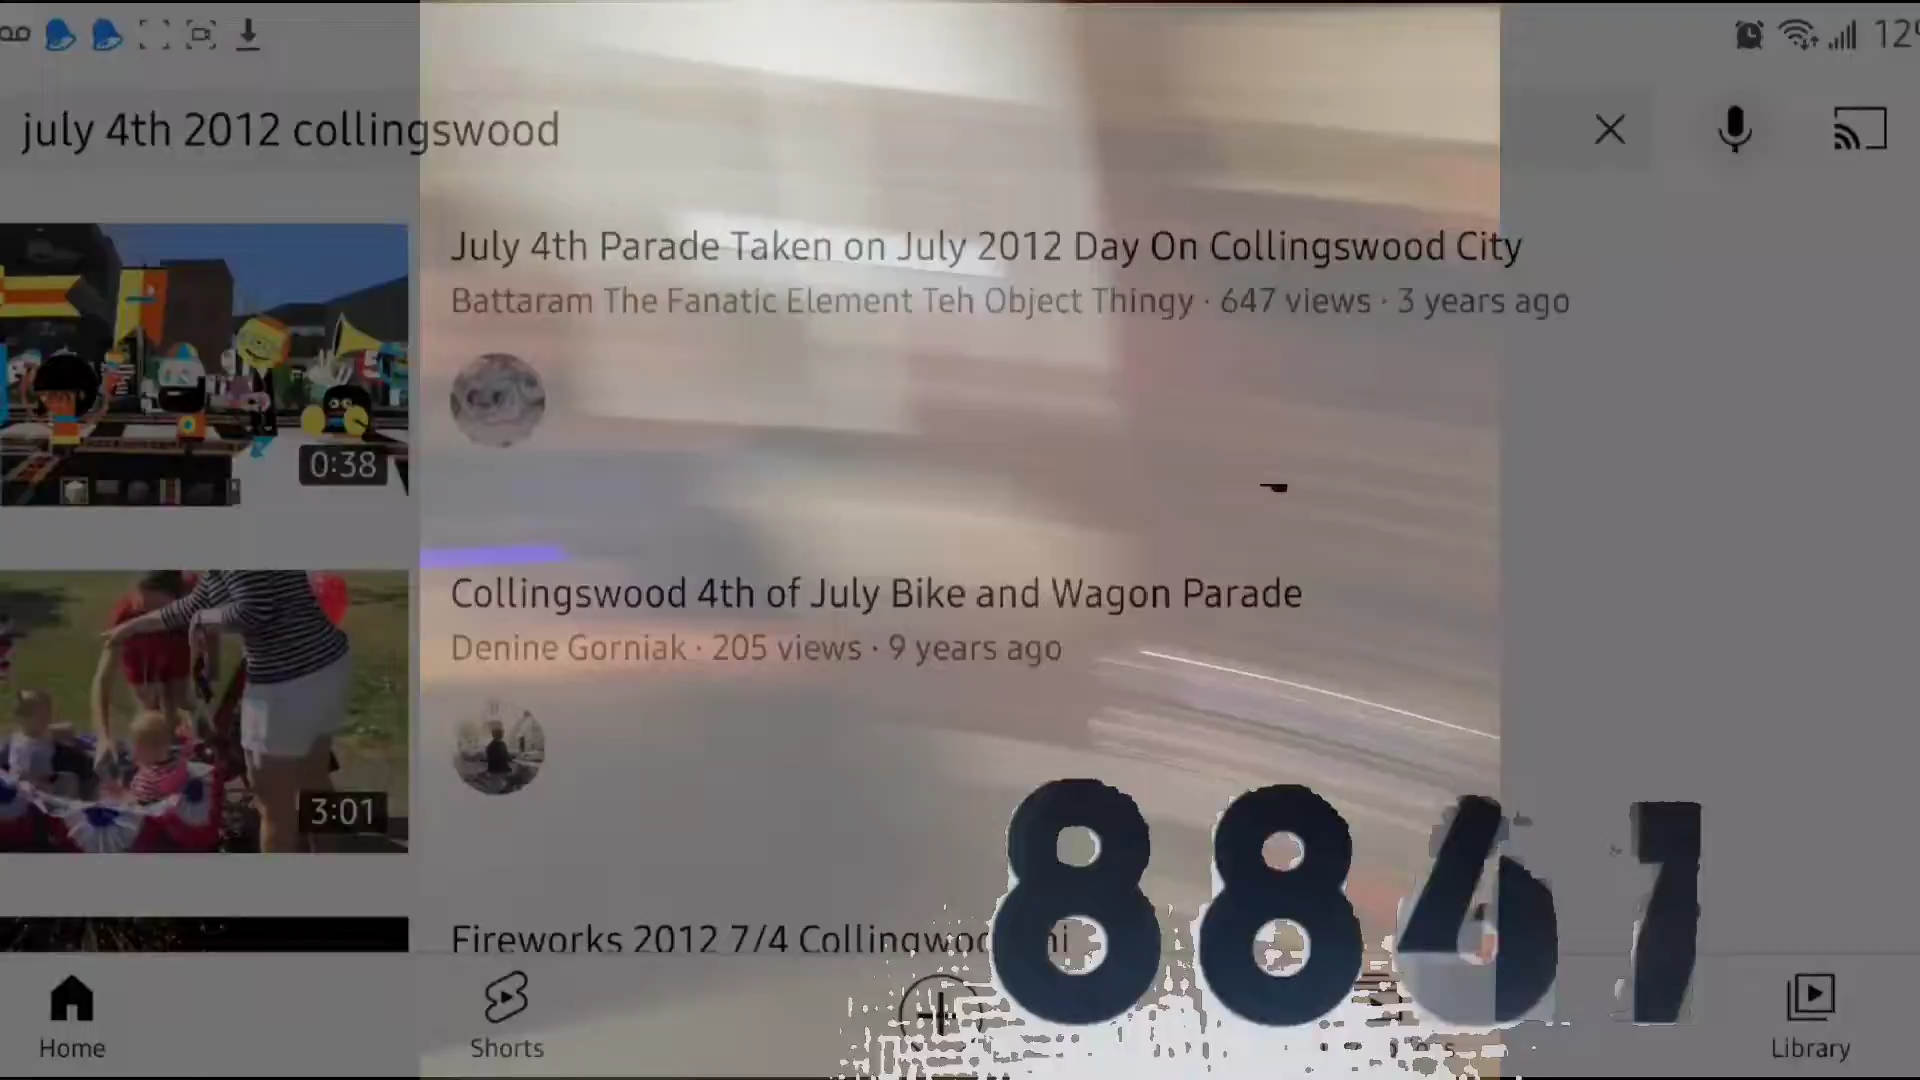 12%
july 4th 2012 collingswood
July 4th Parade Taken on July 2012 Day On Collingswood City
Battaram The Fanatic Element Teh Object Thingy · 647 views · 3 years ago
0:38
Collingswood 4th of July Bike and Wagon Parade
Denine Gorniak · 205 views · 9 years ago
3:01
Fireworks 2012 7/4 Collingwood
8867
Home
Shorts
Library